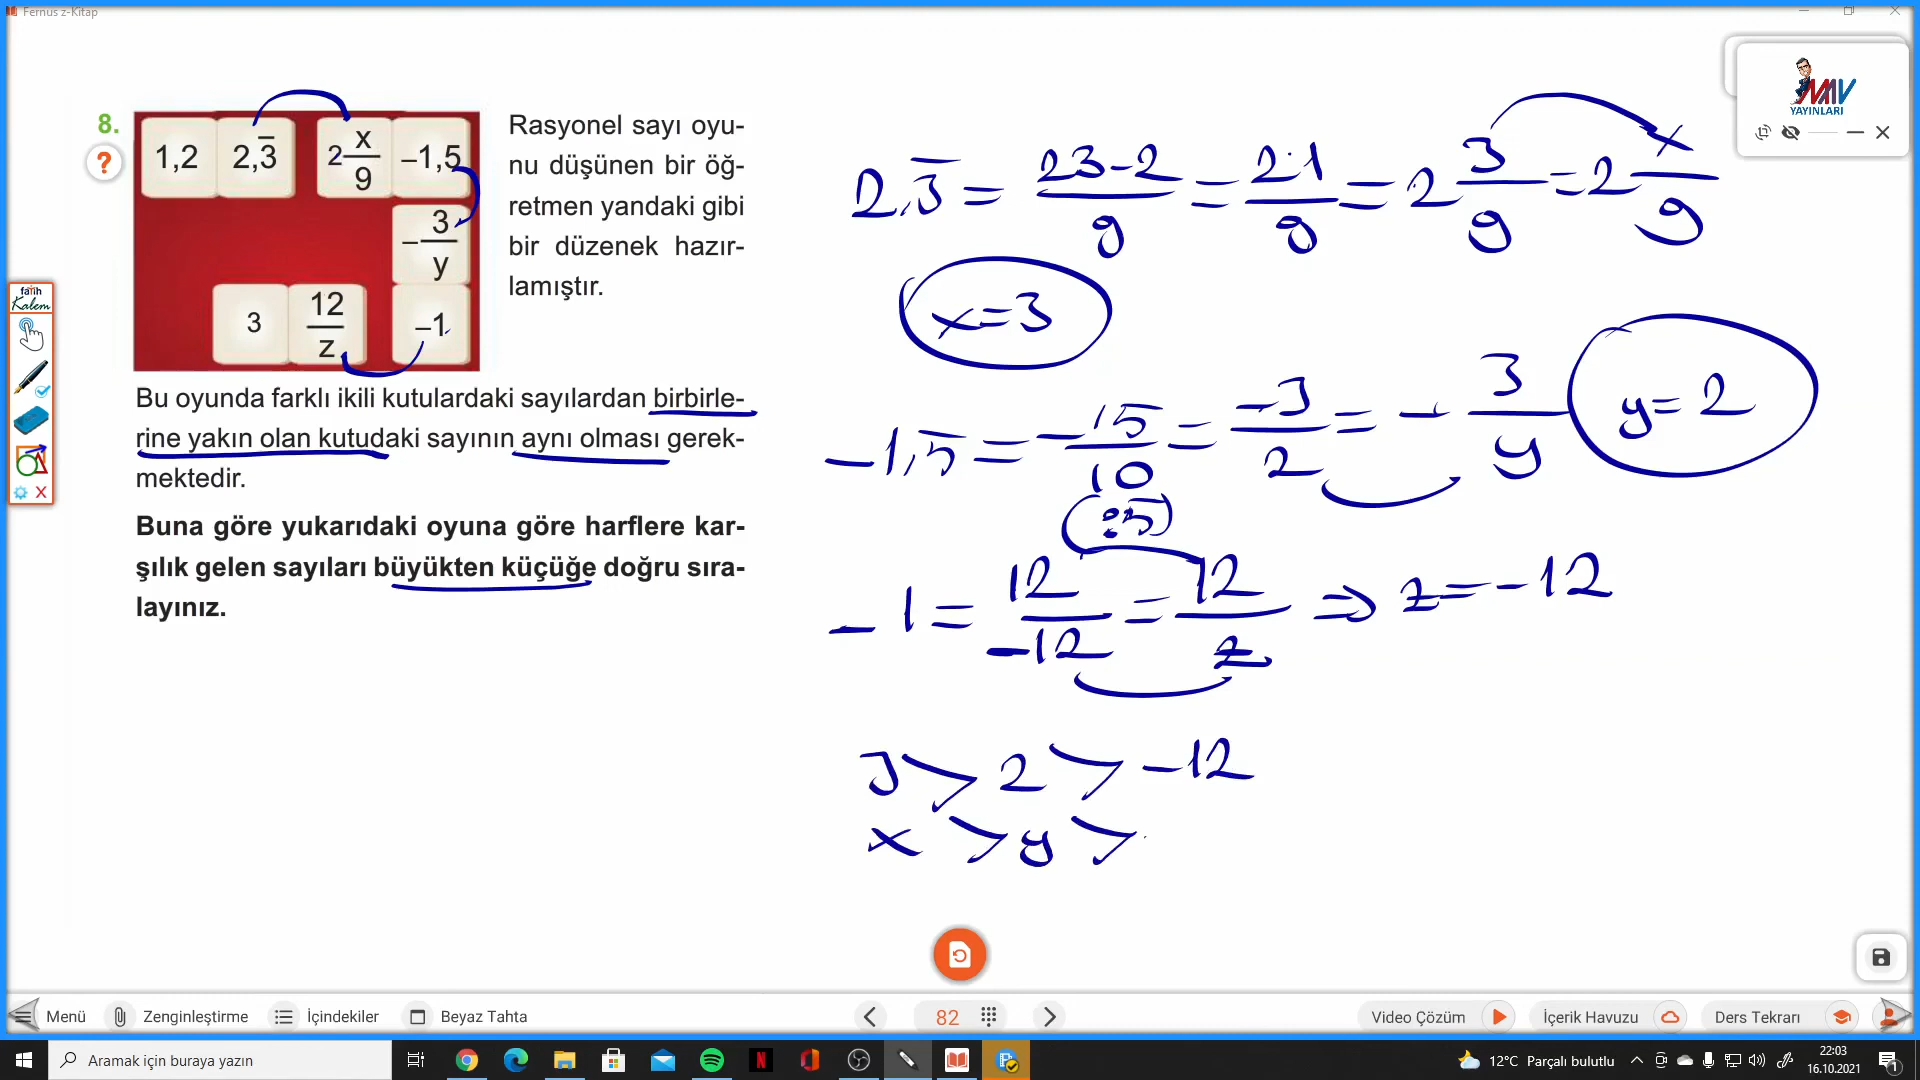 Fernus z-Kitap
8.
?
1,2 2,3̅ 2 x/9 –1,5
– 3/y
3 12/z –1
Rasyonel sayı oyu-
nu düşünen bir öğ-
retmen yandaki gibi
bir düzenek hazır-
lamıştır.
Bu oyunda farklı ikili kutulardaki sayılardan birbirle-
rine yakın olan kutudaki sayının aynı olması gerek-
mektedir.
Buna göre yukarıdaki oyuna göre harflere kar-
şılık gelen sayıları büyükten küçüğe doğru sıra-
layınız.
2,3̅ = 23-2/9 = 21/9 = 2 3/9 = 2 x/9
x=3
–1,5 = –15/10 = –3/2 = – 3/y
y=2
(:5)
–1 = 12/–12 = 12/z ⇒ z=–12
3 > 2 > –12
x > y >
MAV
YAYINLARI
fatih
Kalem
Menü Zenginleştirme İçindekiler Beyaz Tahta 82 Video Çözüm İçerik Havuzu Ders Tekrarı
Aramak için buraya yazın 12°C Parçalı bulutlu 22:03
16.10.2021
1